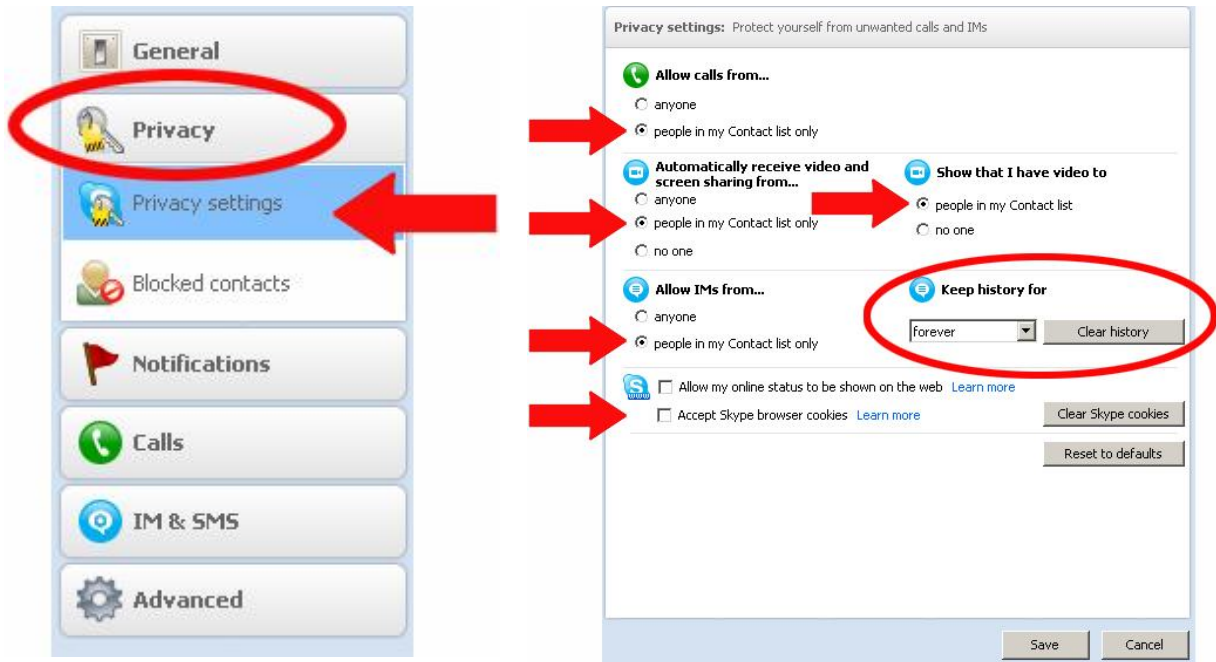 General
Privacy
Privacy settings
Blocked contacts
Notifications
Calls
IM & SMS
Advanced
Privacy settings: Protect yourself from unwanted calls and IMs
Allow calls from...
anyone
people in my Contact list only
Automatically receive video and
screen sharing from...
anyone
people in my Contact list only
no one
Show that I have video to
people in my Contact list
no one
Allow IMs from...
anyone
people in my Contact list only
Keep history for
forever
Clear history
Allow my online status to be shown on the web Learn more
Accept Skype browser cookies Learn more
Clear Skype cookies
Reset to defaults
Save
Cancel